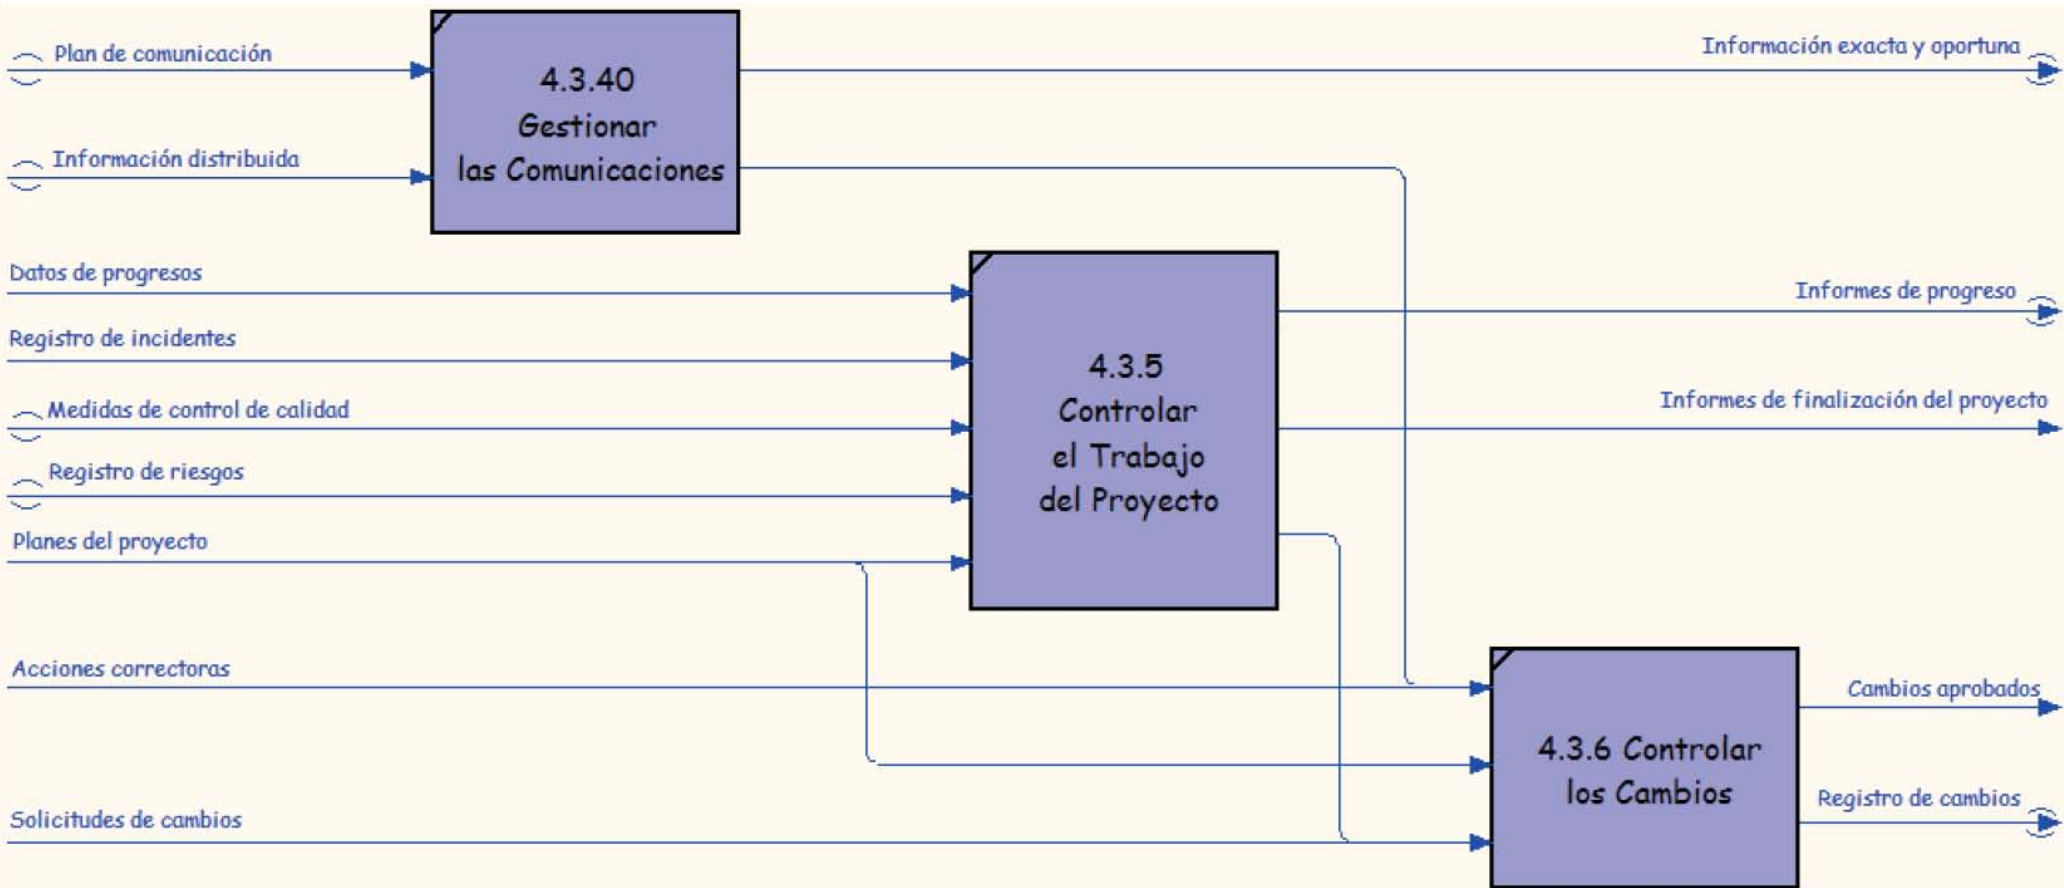 Plan de comunicación
Información exacta y oportuna
4.3.40
Gestionar
las Comunicaciones
Información distribuida
Datos de progresos
Informes de progreso
Registro de incidentes
4.3.5
Controlar
el Trabajo
del Proyecto
Medidas de control de calidad
Informes de finalización del proyecto
Registro de riesgos
Planes del proyecto
Acciones correctoras
Cambios aprobados
4.3.6 Controlar
los Cambios
Registro de cambios
Solicitudes de cambios